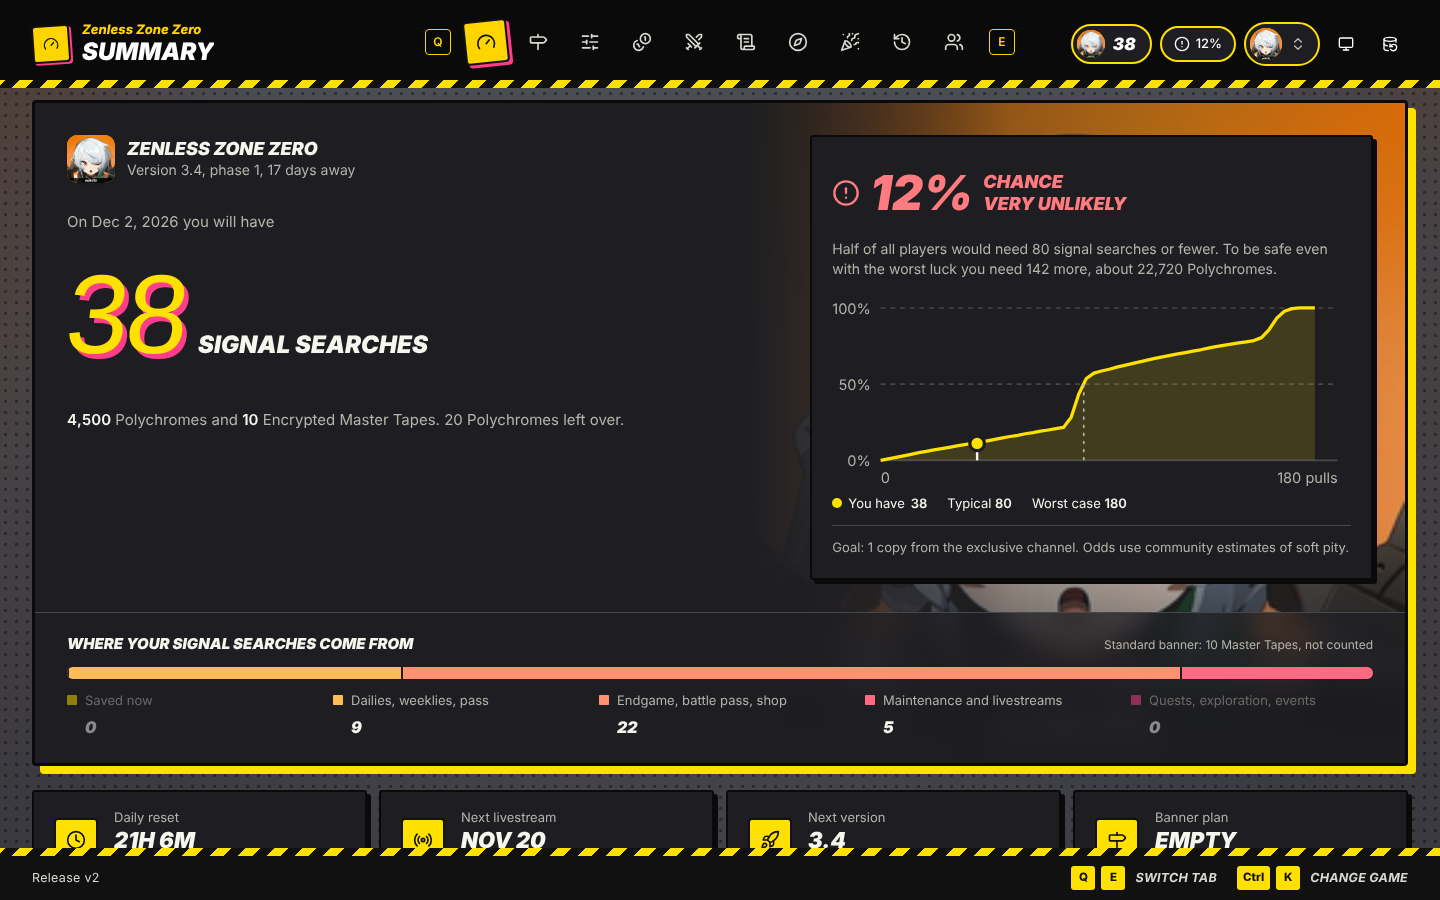 Zenless Zone Zero
SUMMARY
Q
E
38
12%
ZENLESS ZONE ZERO
Version 3.4, phase 1, 17 days away
On Dec 2, 2026 you will have
38 SIGNAL SEARCHES
4,500 Polychromes and 10 Encrypted Master Tapes. 20 Polychromes left over.
12% CHANCE
VERY UNLIKELY
Half of all players would need 80 signal searches or fewer. To be safe even
with the worst luck you need 142 more, about 22,720 Polychromes.
100%
50%
0%
0
180 pulls
You have 38 Typical 80 Worst case 180
Goal: 1 copy from the exclusive channel. Odds use community estimates of soft pity.
WHERE YOUR SIGNAL SEARCHES COME FROM
Standard banner: 10 Master Tapes, not counted
Saved now
0
Dailies, weeklies, pass
9
Endgame, battle pass, shop
22
Maintenance and livestreams
5
Quests, exploration, events
0
Daily reset
21H 6M
Next livestream
NOV 20
Next version
3.4
Banner plan
EMPTY
Release v2
Q E SWITCH TAB Ctrl K CHANGE GAME